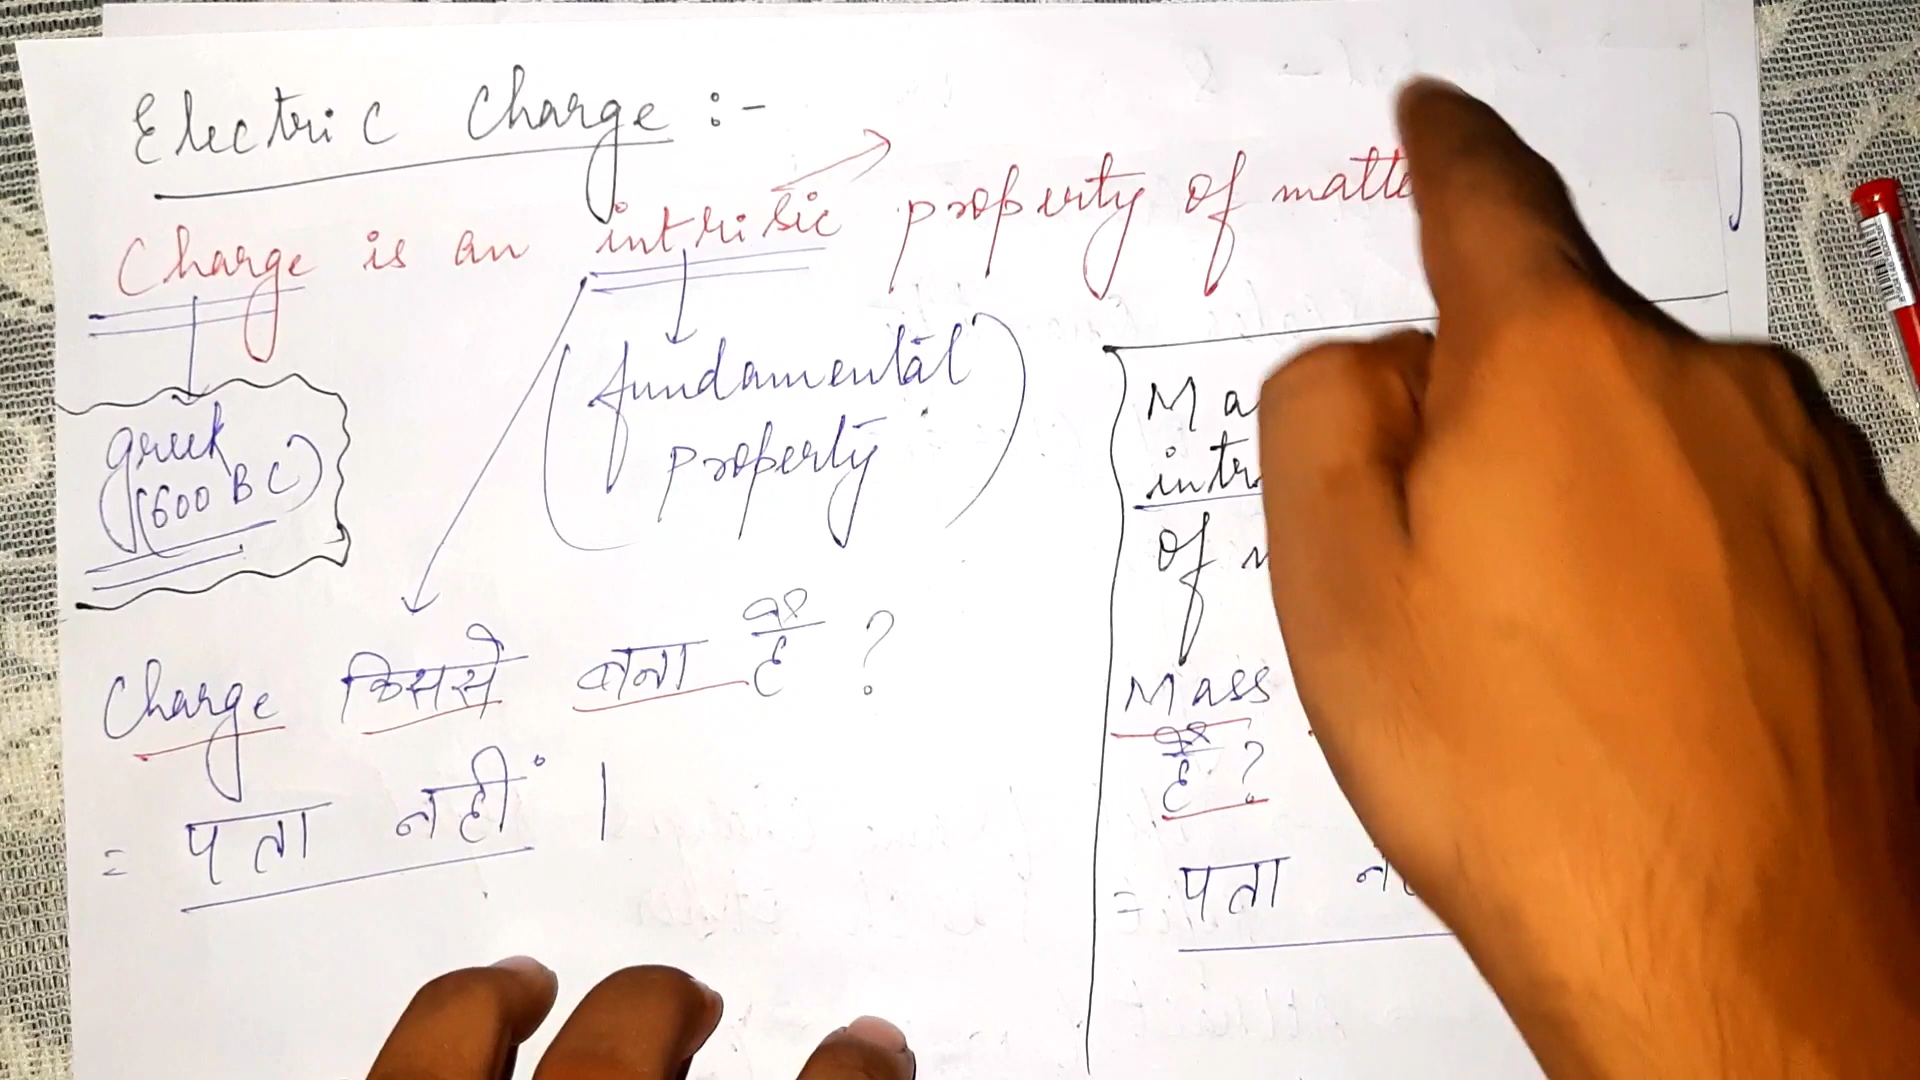 Electric Charge :-
Charge is an intrisic property of matte
fundamental
property
greek
(600 BC)
Charge किससे बना है ?
= पता नहीं ।
Ma
intr
of m
Mass
है ?
= पता न